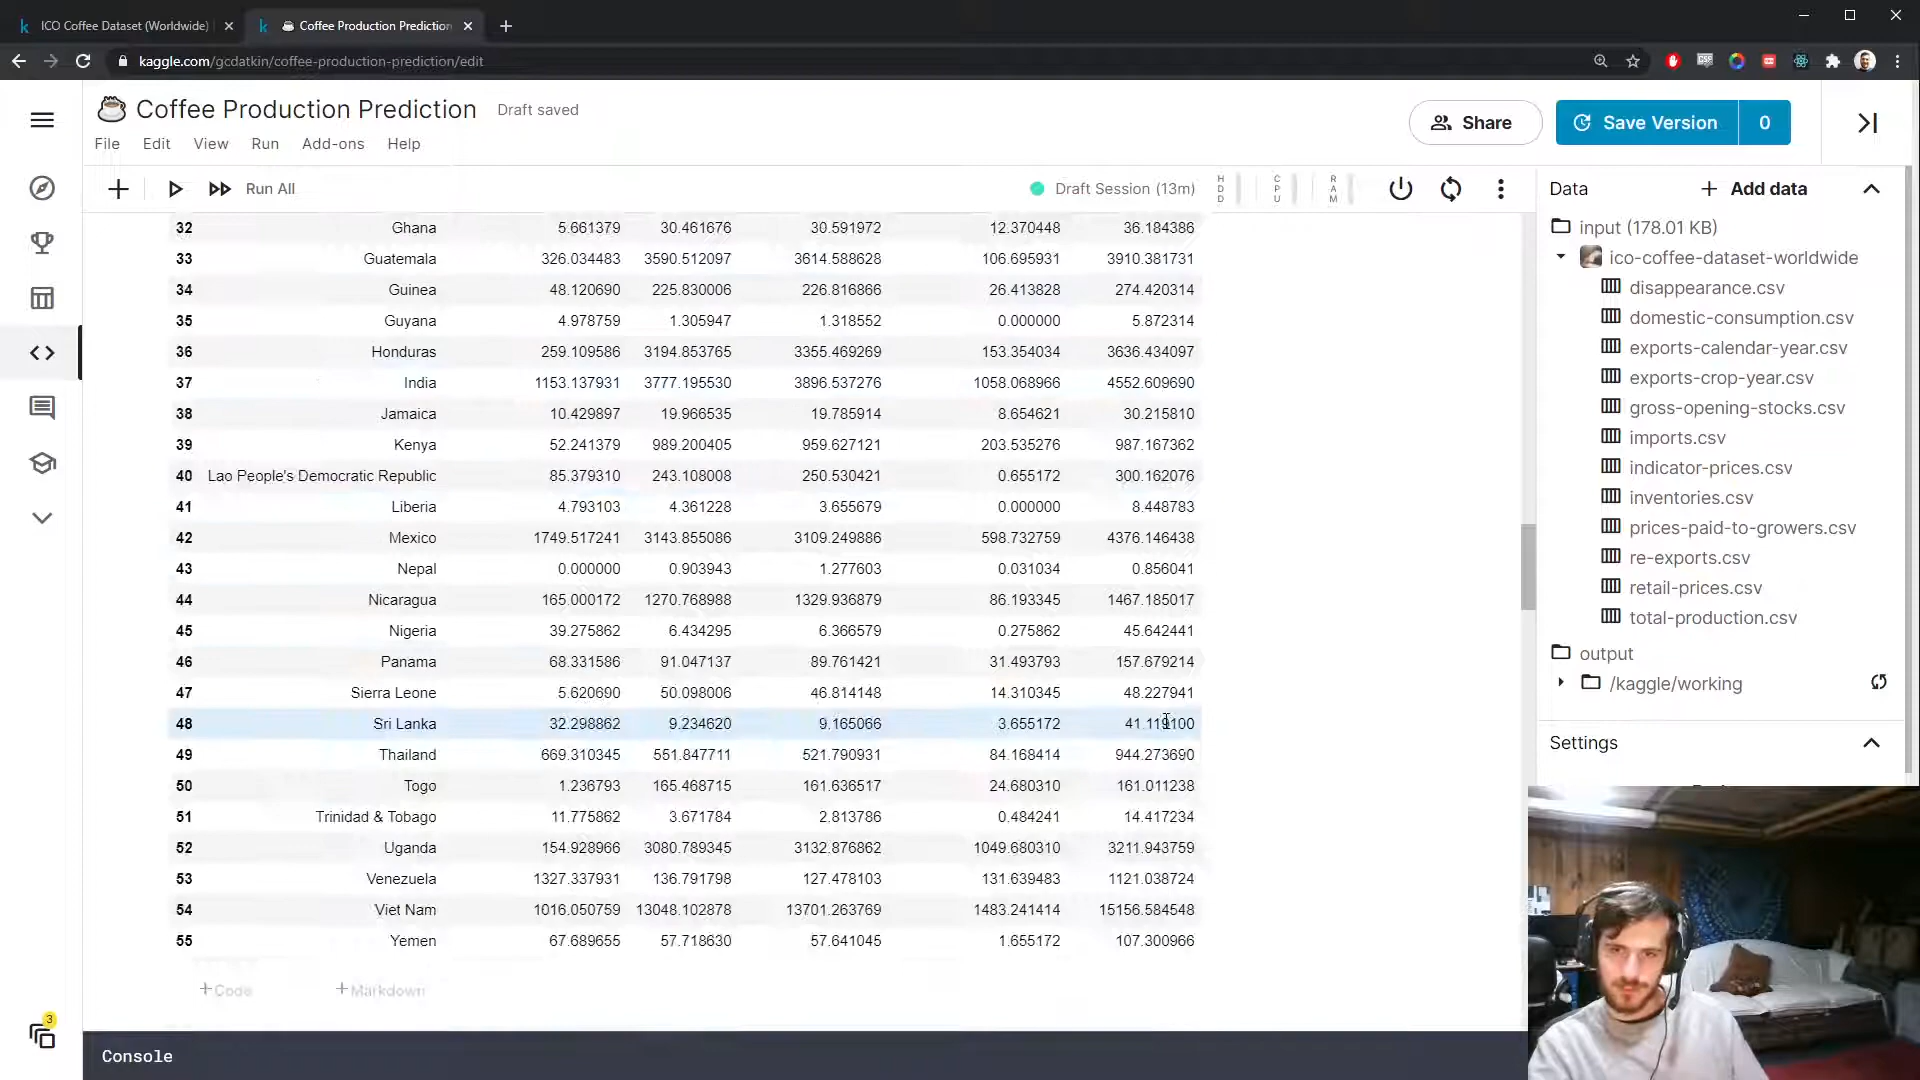 ICO Coffee Dataset (Worldwide)
Coffee Production Prediction
kaggle.com/gcdatkin/coffee-production-prediction/edit
Coffee Production Prediction Draft saved
Share
Save Version 0
File Edit View Run Add-ons Help
Run All
Draft Session (13m)
HDD
CPU
RAM
Data
Add data
32 Ghana 5.661379 30.461676 30.591972 12.370448 36.184386
33 Guatemala 326.034483 3590.512097 3614.588628 106.695931 3910.381731
34 Guinea 48.120690 225.830006 226.816866 26.413828 274.420314
35 Guyana 4.978759 1.305947 1.318552 0.000000 5.872314
36 Honduras 259.109586 3194.853765 3355.469269 153.354034 3636.434097
37 India 1153.137931 3777.195530 3896.537276 1058.068966 4552.609690
38 Jamaica 10.429897 19.966535 19.785914 8.654621 30.215810
39 Kenya 52.241379 989.200405 959.627121 203.535276 987.167362
40 Lao People's Democratic Republic 85.379310 243.108008 250.530421 0.655172 300.162076
41 Liberia 4.793103 4.361228 3.655679 0.000000 8.448783
42 Mexico 1749.517241 3143.855086 3109.249886 598.732759 4376.146438
43 Nepal 0.000000 0.903943 1.277603 0.031034 0.856041
44 Nicaragua 165.000172 1270.768988 1329.936879 86.193345 1467.185017
45 Nigeria 39.275862 6.434295 6.366579 0.275862 45.642441
46 Panama 68.331586 91.047137 89.761421 31.493793 157.679214
47 Sierra Leone 5.620690 50.098006 46.814148 14.310345 48.227941
48 Sri Lanka 32.298862 9.234620 9.165066 3.655172 41.119100
49 Thailand 669.310345 551.847711 521.790931 84.168414 944.273690
50 Togo 1.236793 165.468715 161.636517 24.680310 161.011238
51 Trinidad & Tobago 11.775862 3.671784 2.813786 0.484241 14.417234
52 Uganda 154.928966 3080.789345 3132.876862 1049.680310 3211.943759
53 Venezuela 1327.337931 136.791798 127.478103 131.639483 1121.038724
54 Viet Nam 1016.050759 13048.102878 13701.263769 1483.241414 15156.584548
55 Yemen 67.689655 57.718630 57.641045 1.655172 107.300966
+Code +Markdown
input (178.01 KB)
ico-coffee-dataset-worldwide
disappearance.csv
domestic-consumption.csv
exports-calendar-year.csv
exports-crop-year.csv
gross-opening-stocks.csv
imports.csv
indicator-prices.csv
inventories.csv
prices-paid-to-growers.csv
re-exports.csv
retail-prices.csv
total-production.csv
output
/kaggle/working
Settings
3
Console